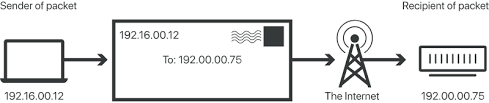 Sender of packet
Recipient of packet
192.16.00.12
To: 192.00.00.75
192.16.00.12
The Internet
192.00.00.75